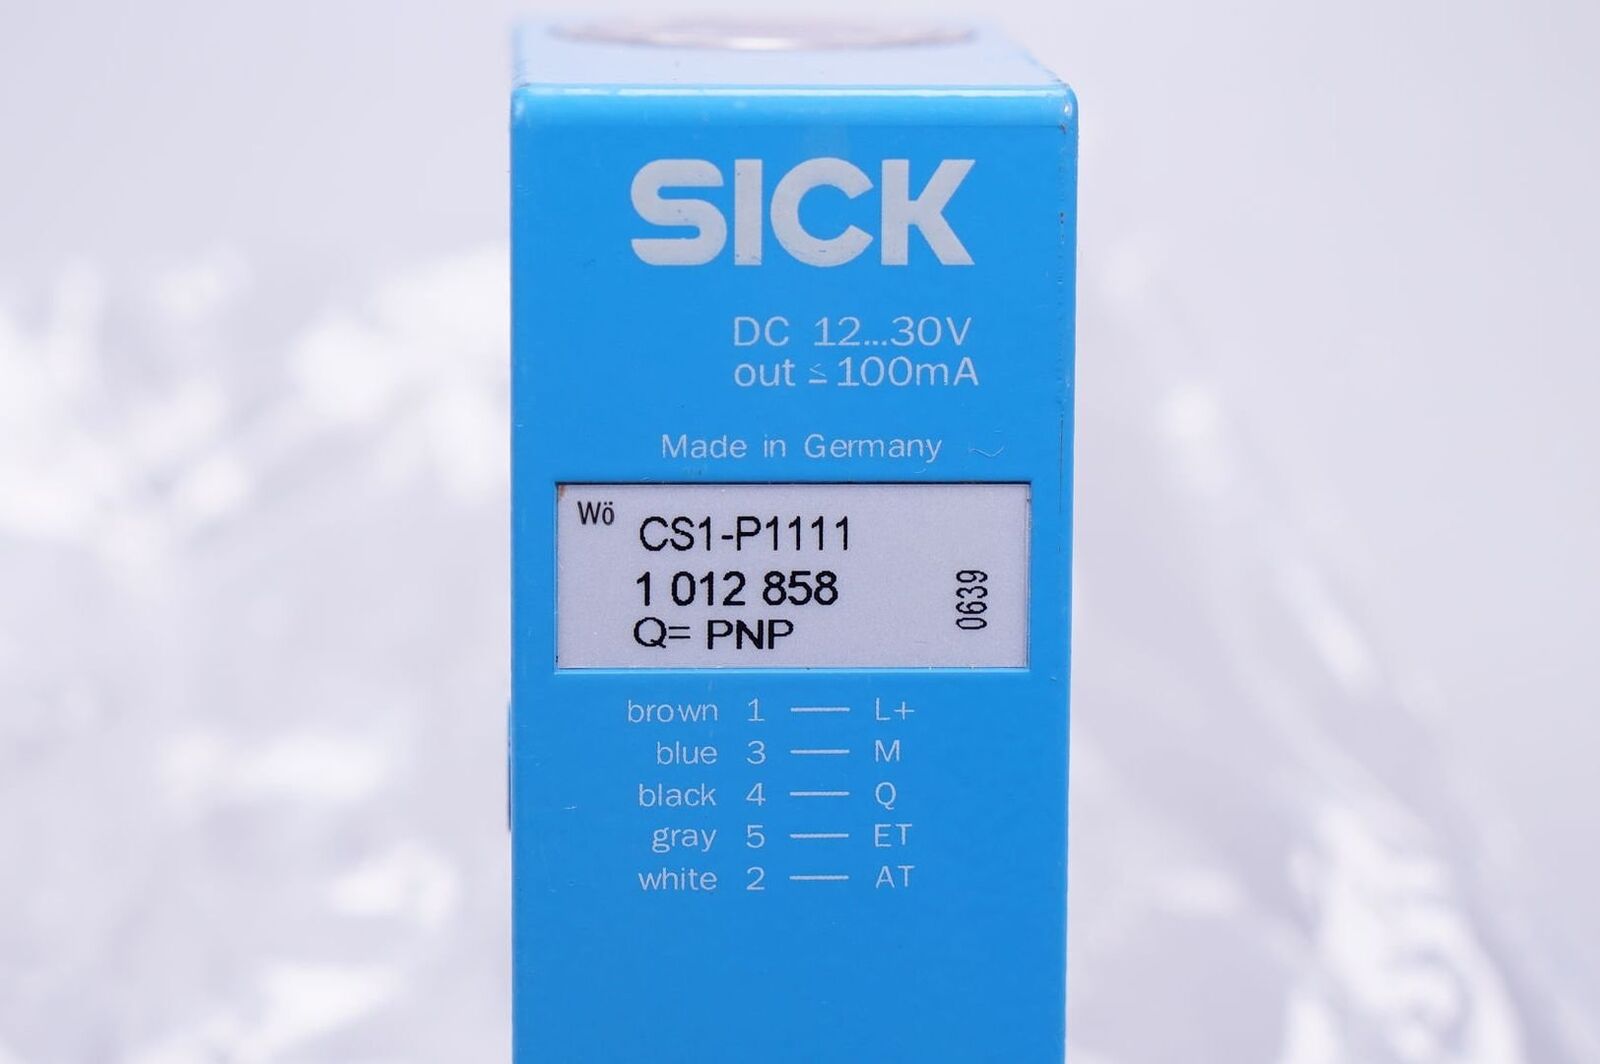 SICK
DC 12...30V
out ≤ 100mA
Made in Germany
Wö
CS1-P1111
1 012 858
Q= PNP
0639
brown 1 — L+
blue 3 — M
black 4 — Q
gray 5 — ET
white 2 — AT